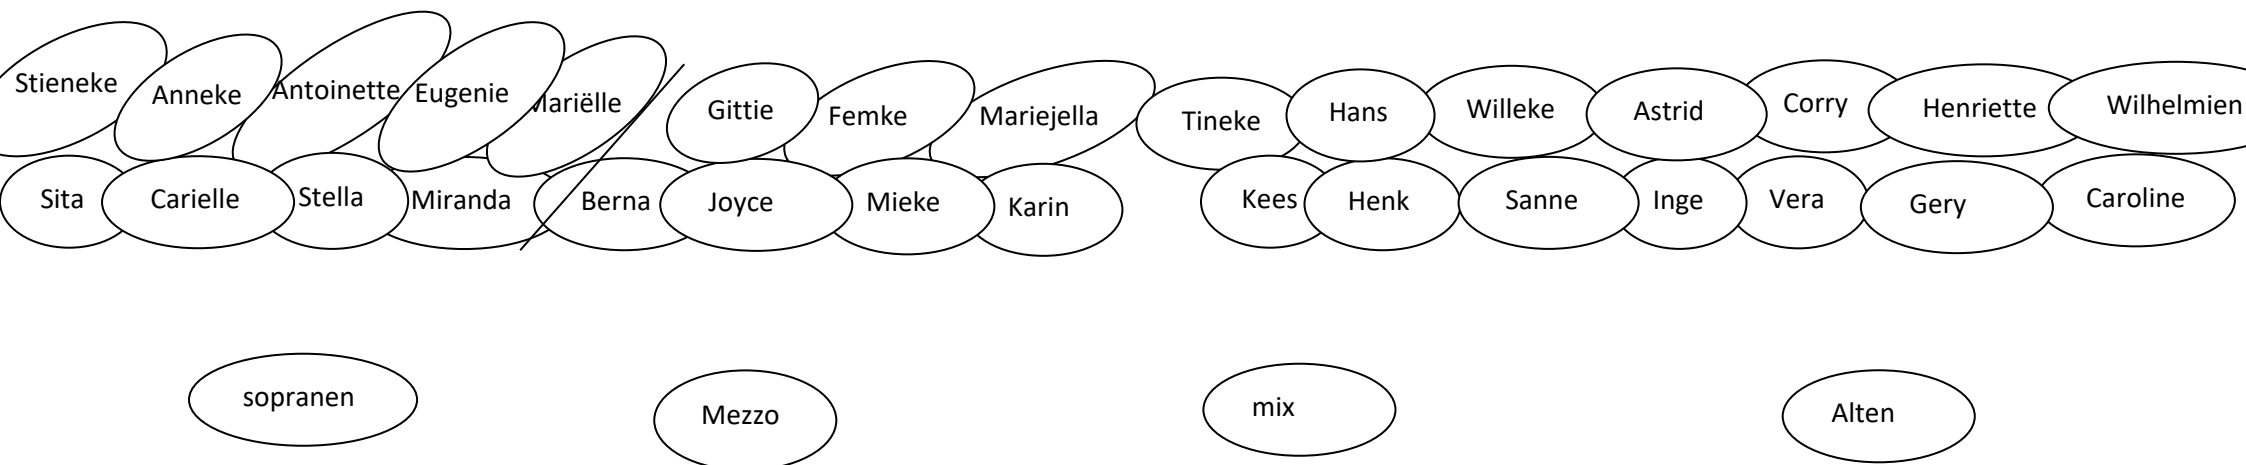 Stieneke Anneke Antoinette Eugenie Mariëlle Gittie Femke Mariejella Tineke Hans Willeke Astrid Corry Henriette Wilhelmien
Sita Carielle Stella Miranda Berna Joyce Mieke Karin Kees Henk Sanne Inge Vera Gery Caroline
sopranen Mezzo mix Alten